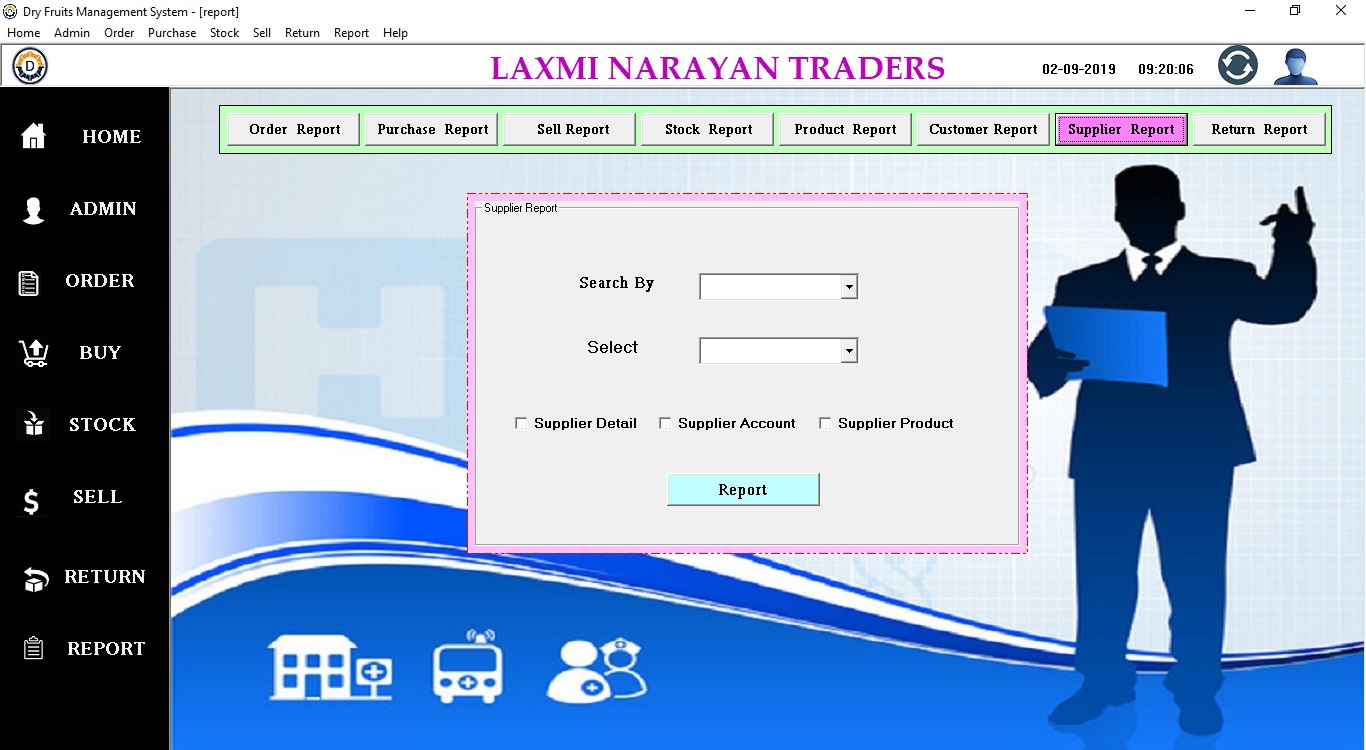 Dry Fruits Management System - [report]
Home Admin Order Purchase Stock Sell Return Report Help
D LAXMI NARAYAN TRADERS 02-09-2019 09:20:06
Order Report Purchase Report Sell Report Stock Report Product Report Customer Report Supplier Report Return Report
HOME
ADMIN
ORDER
BUY
STOCK
$ SELL
RETURN
REPORT
Supplier Report
Search By
Select
Supplier Detail Supplier Account Supplier Product
Report
H